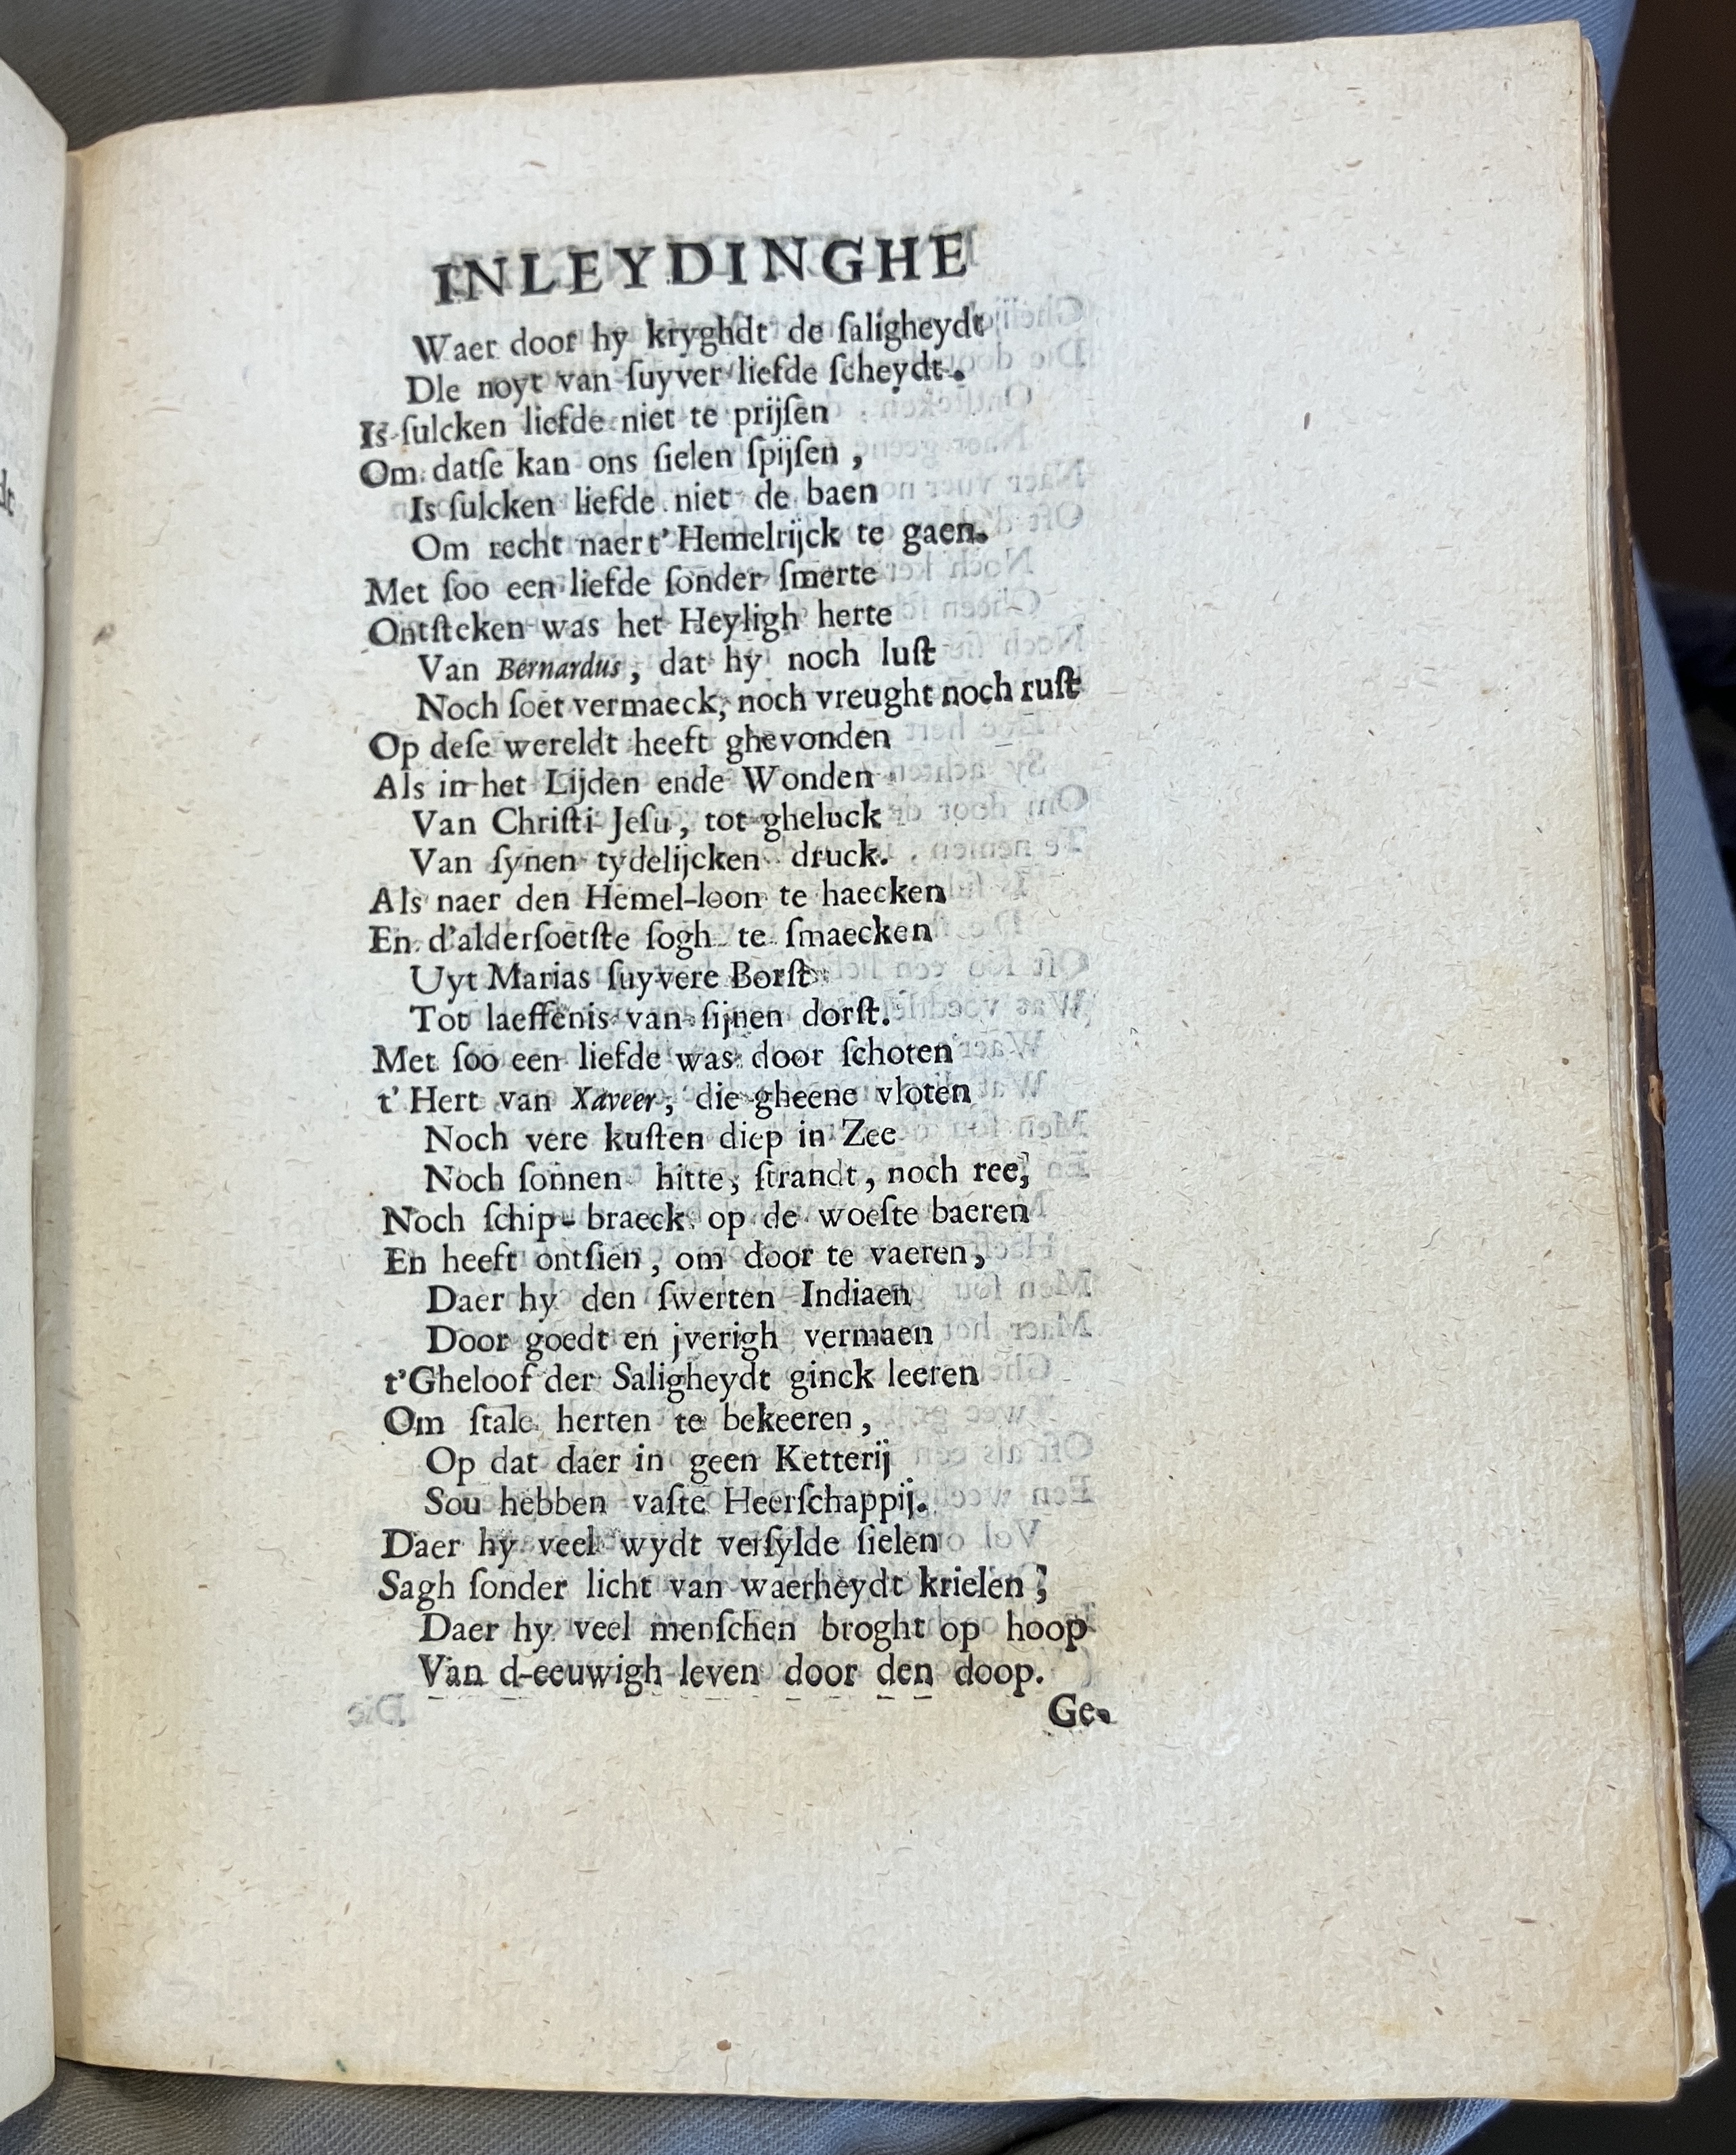 INLEYDINGHE
Waer door hy kryghdt de ſaligheydt
Dle noyt van ſuyver liefde ſcheydt.
Is ſulcken liefde niet te prijſen
Om datſe kan ons ſielen ſpijſen ,
Is ſulcken liefde niet de baen
Om recht naer t' Hemelrijck te gaen.
Met ſoo een liefde ſonder ſmerte
Ontſteken was het Heyligh herte
Van Bernardus, dat hy noch luſt
Noch ſoet vermaeck, noch vreught noch ruſt
Op deſe wereldt heeft ghevonden
Als in het Lijden ende Wonden
Van Chriſti Jeſu, tot gheluck
Van ſynen tydelijcken druck.
Als naer den Hemel-loon te haecken
En d'alderſoetſte ſogh te ſmaecken
Uyt Marias ſuyvere Borſt
Tot laeffenis van ſijnen dorſt.
Met ſoo een liefde was door ſchoten
t' Hert van Xaveer, die gheene vloten
Noch vere kuſten diep in Zee
Noch ſonnen hitte, ſtrandt, noch ree,
Noch ſchip-braeck op de woeſte baeren
En heeft ontſien, om door te vaeren,
Daer hy den ſwerten Indiaen
Door goedt en jverigh vermaen
t'Gheloof der Saligheydt ginck leeren
Om ſtale herten te bekeeren,
Op dat daer in geen Ketterij
Sou hebben vaſte Heerſchappij.
Daer hy veel wydt verſylde ſielen
Sagh ſonder licht van waerheydt krielen;
Daer hy veel menſchen broght op hoop
Van d-eeuwigh leven door den doop.
Ge-